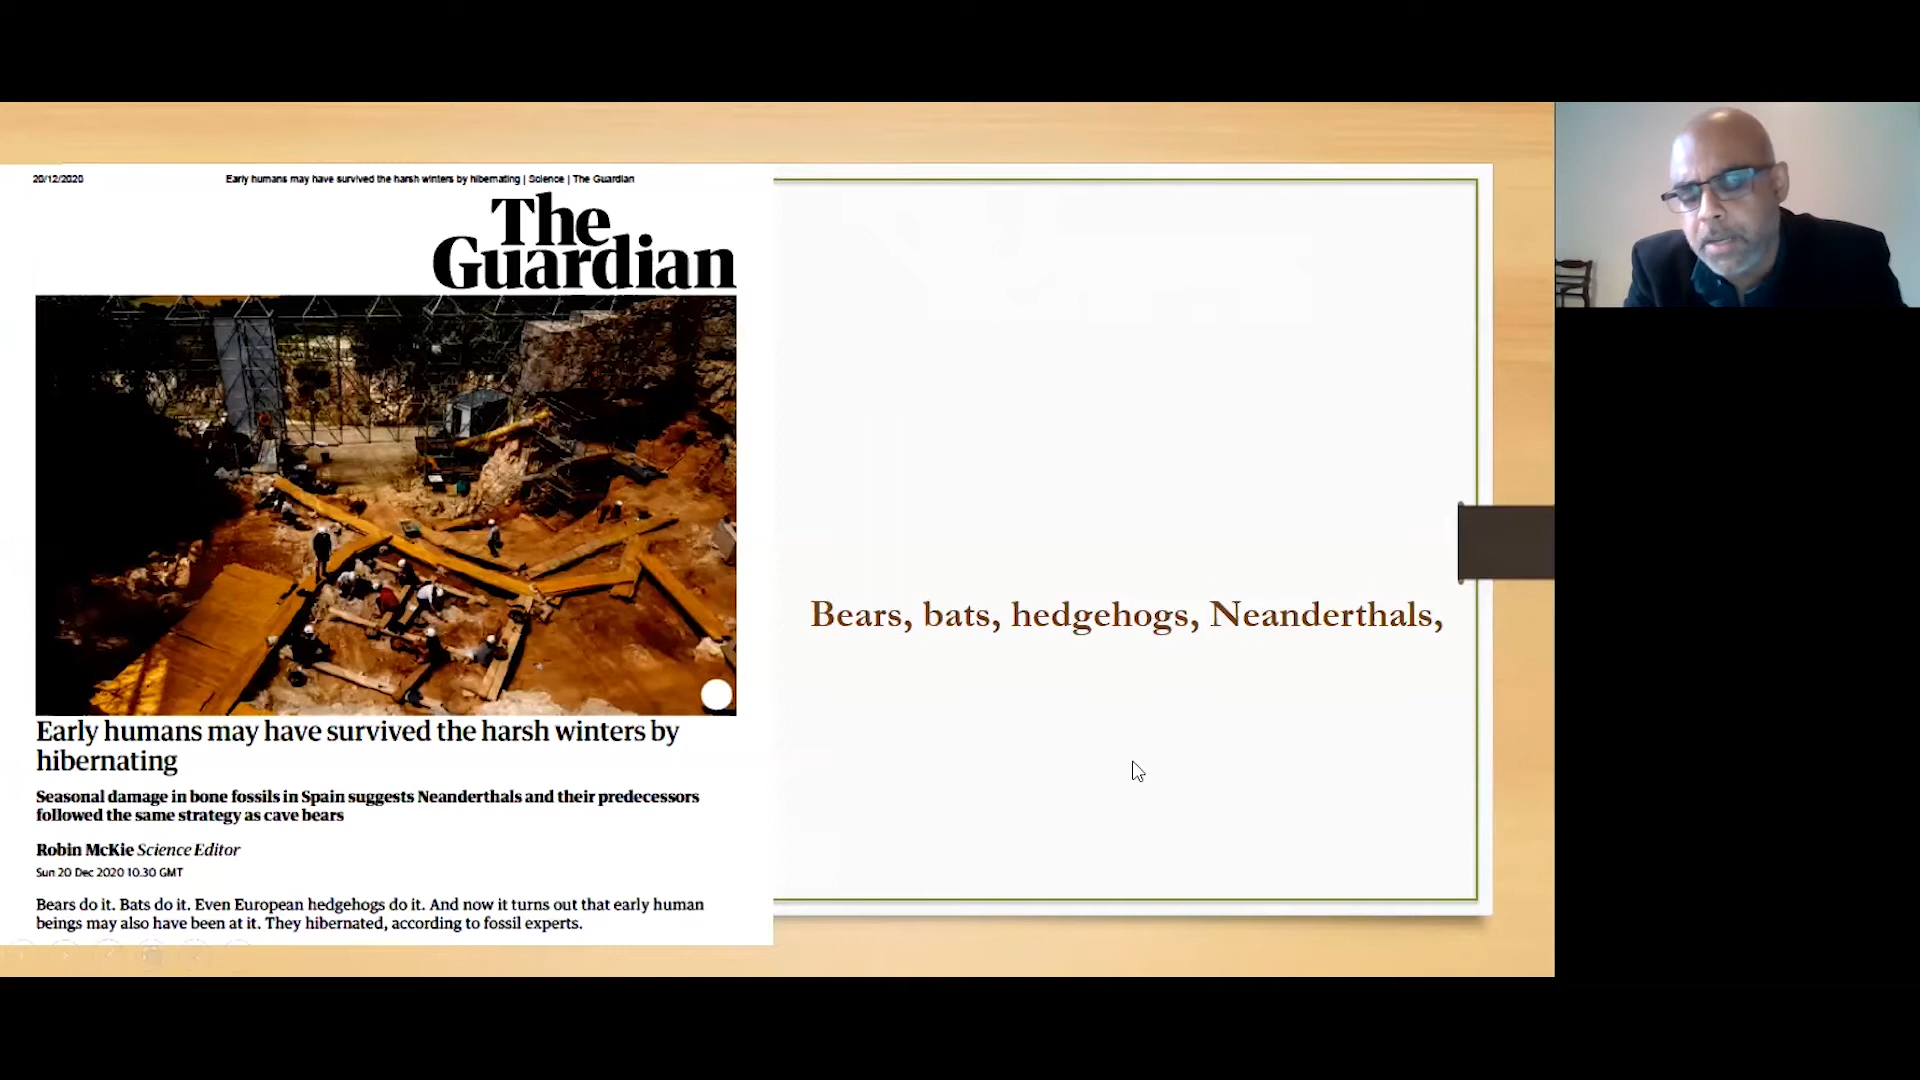 20/12/2020 Early humans may have survived the harsh winters by hibernating | Science | The Guardian
The
Guardian
Early humans may have survived the harsh winters by
hibernating
Seasonal damage in bone fossils in Spain suggests Neanderthals and their predecessors
followed the same strategy as cave bears
Robin McKie Science Editor
Sun 20 Dec 2020 10.30 GMT
Bears do it. Bats do it. Even European hedgehogs do it. And now it turns out that early human
beings may also have been at it. They hibernated, according to fossil experts.
Bears, bats, hedgehogs, Neanderthals,